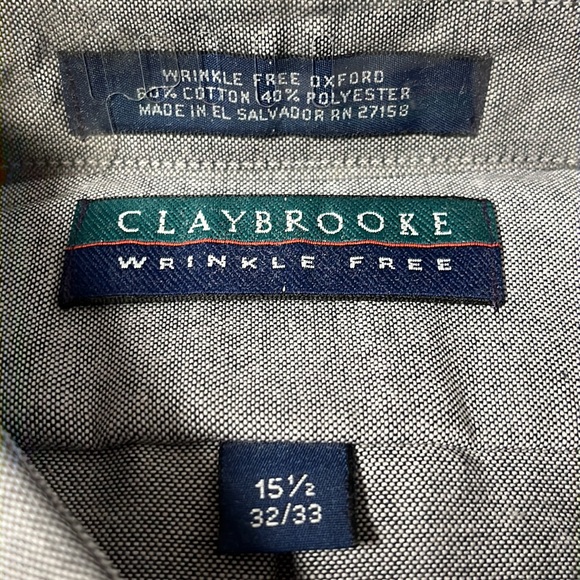 WRINKLE FREE OXFORD
60% COTTON 40% POLYESTER
MADE IN EL SALVADOR RN 27158
CLAYBROOKE
WRINKLE FREE
15½
32/33